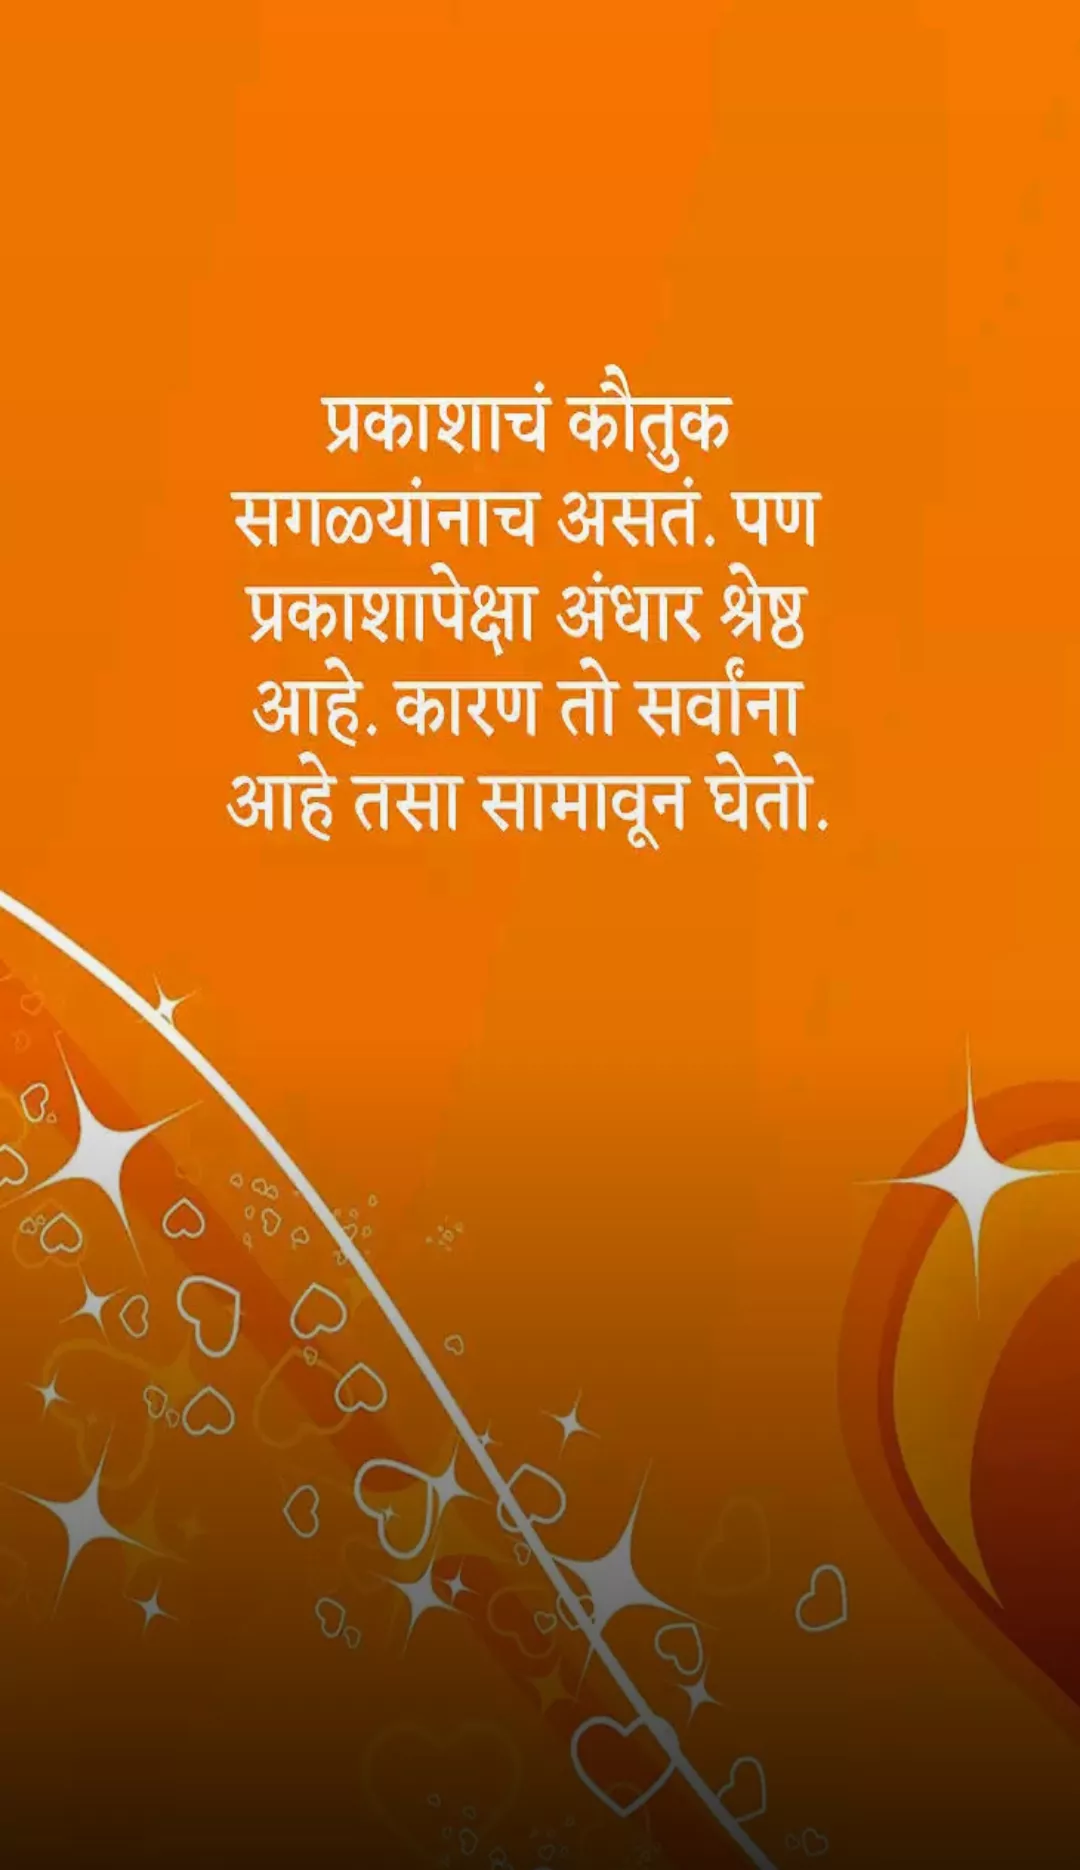 प्रकाशाचं कौतुक
सगळ्यांनाच असतं. पण
प्रकाशापेक्षा अंधार श्रेष्ठ
आहे. कारण तो सर्वांना
आहे तसा सामावून घेतो.